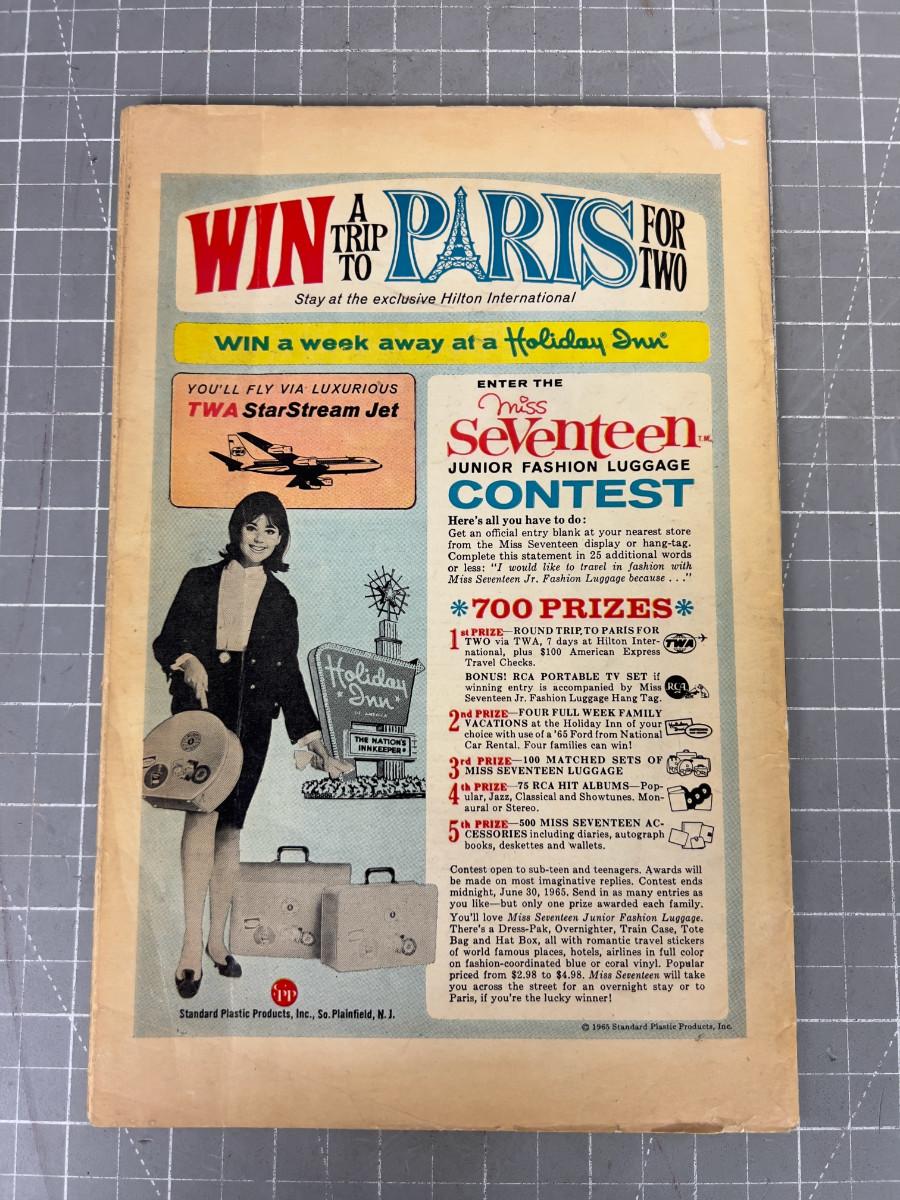 WIN A TRIP TO PARIS FOR TWO
Stay at the exclusive Hilton International
WIN a week away at a Holiday Inn®
YOU'LL FLY VIA LUXURIOUS
TWA StarStream Jet
ENTER THE
Miss
Seventeen T.M.
JUNIOR FASHION LUGGAGE
CONTEST
Here's all you have to do:
Get an official entry blank at your nearest store
from the Miss Seventeen display or hang-tag.
Complete this statement in 25 additional words
or less: "I would like to travel in fashion with
Miss Seventeen Jr. Fashion Luggage because . . ."
*700 PRIZES*
1st PRIZE—ROUND TRIP TO PARIS FOR
TWO via TWA, 7 days at Hilton Inter-
national, plus $100 American Express
Travel Checks.
TWA
BONUS! RCA PORTABLE TV SET if
winning entry is accompanied by Miss
Seventeen Jr. Fashion Luggage Hang Tag.
RCA
2nd PRIZE—FOUR FULL WEEK FAMILY
VACATIONS at the Holiday Inn of your
choice with use of a '65 Ford from National
Car Rental. Four families can win!
3rd PRIZE—100 MATCHED SETS OF
MISS SEVENTEEN LUGGAGE
4th PRIZE—75 RCA HIT ALBUMS—Pop-
ular, Jazz, Classical and Showtunes. Mon-
aural or Stereo.
5th PRIZE—500 MISS SEVENTEEN AC-
CESSORIES including diaries, autograph
books, deskettes and wallets.
Contest open to sub-teen and teenagers. Awards will
be made on most imaginative replies. Contest ends
midnight, June 30, 1965. Send in as many entries as
you like—but only one prize awarded each family.
You'll love Miss Seventeen Junior Fashion Luggage.
There's a Dress-Pak, Overnighter, Train Case, Tote
Bag and Hat Box, all with romantic travel stickers
of world famous places, hotels, airlines in full color
on fashion-coordinated blue or coral vinyl. Popular
priced from $2.98 to $4.98. Miss Seventeen will take
you across the street for an overnight stay or to
Paris, if you're the lucky winner!
Holiday
Inn®
OF AMERICA
THE NATION'S
INNKEEPER®
SPP
Standard Plastic Products, Inc., So. Plainfield, N. J.
© 1965 Standard Plastic Products, Inc.